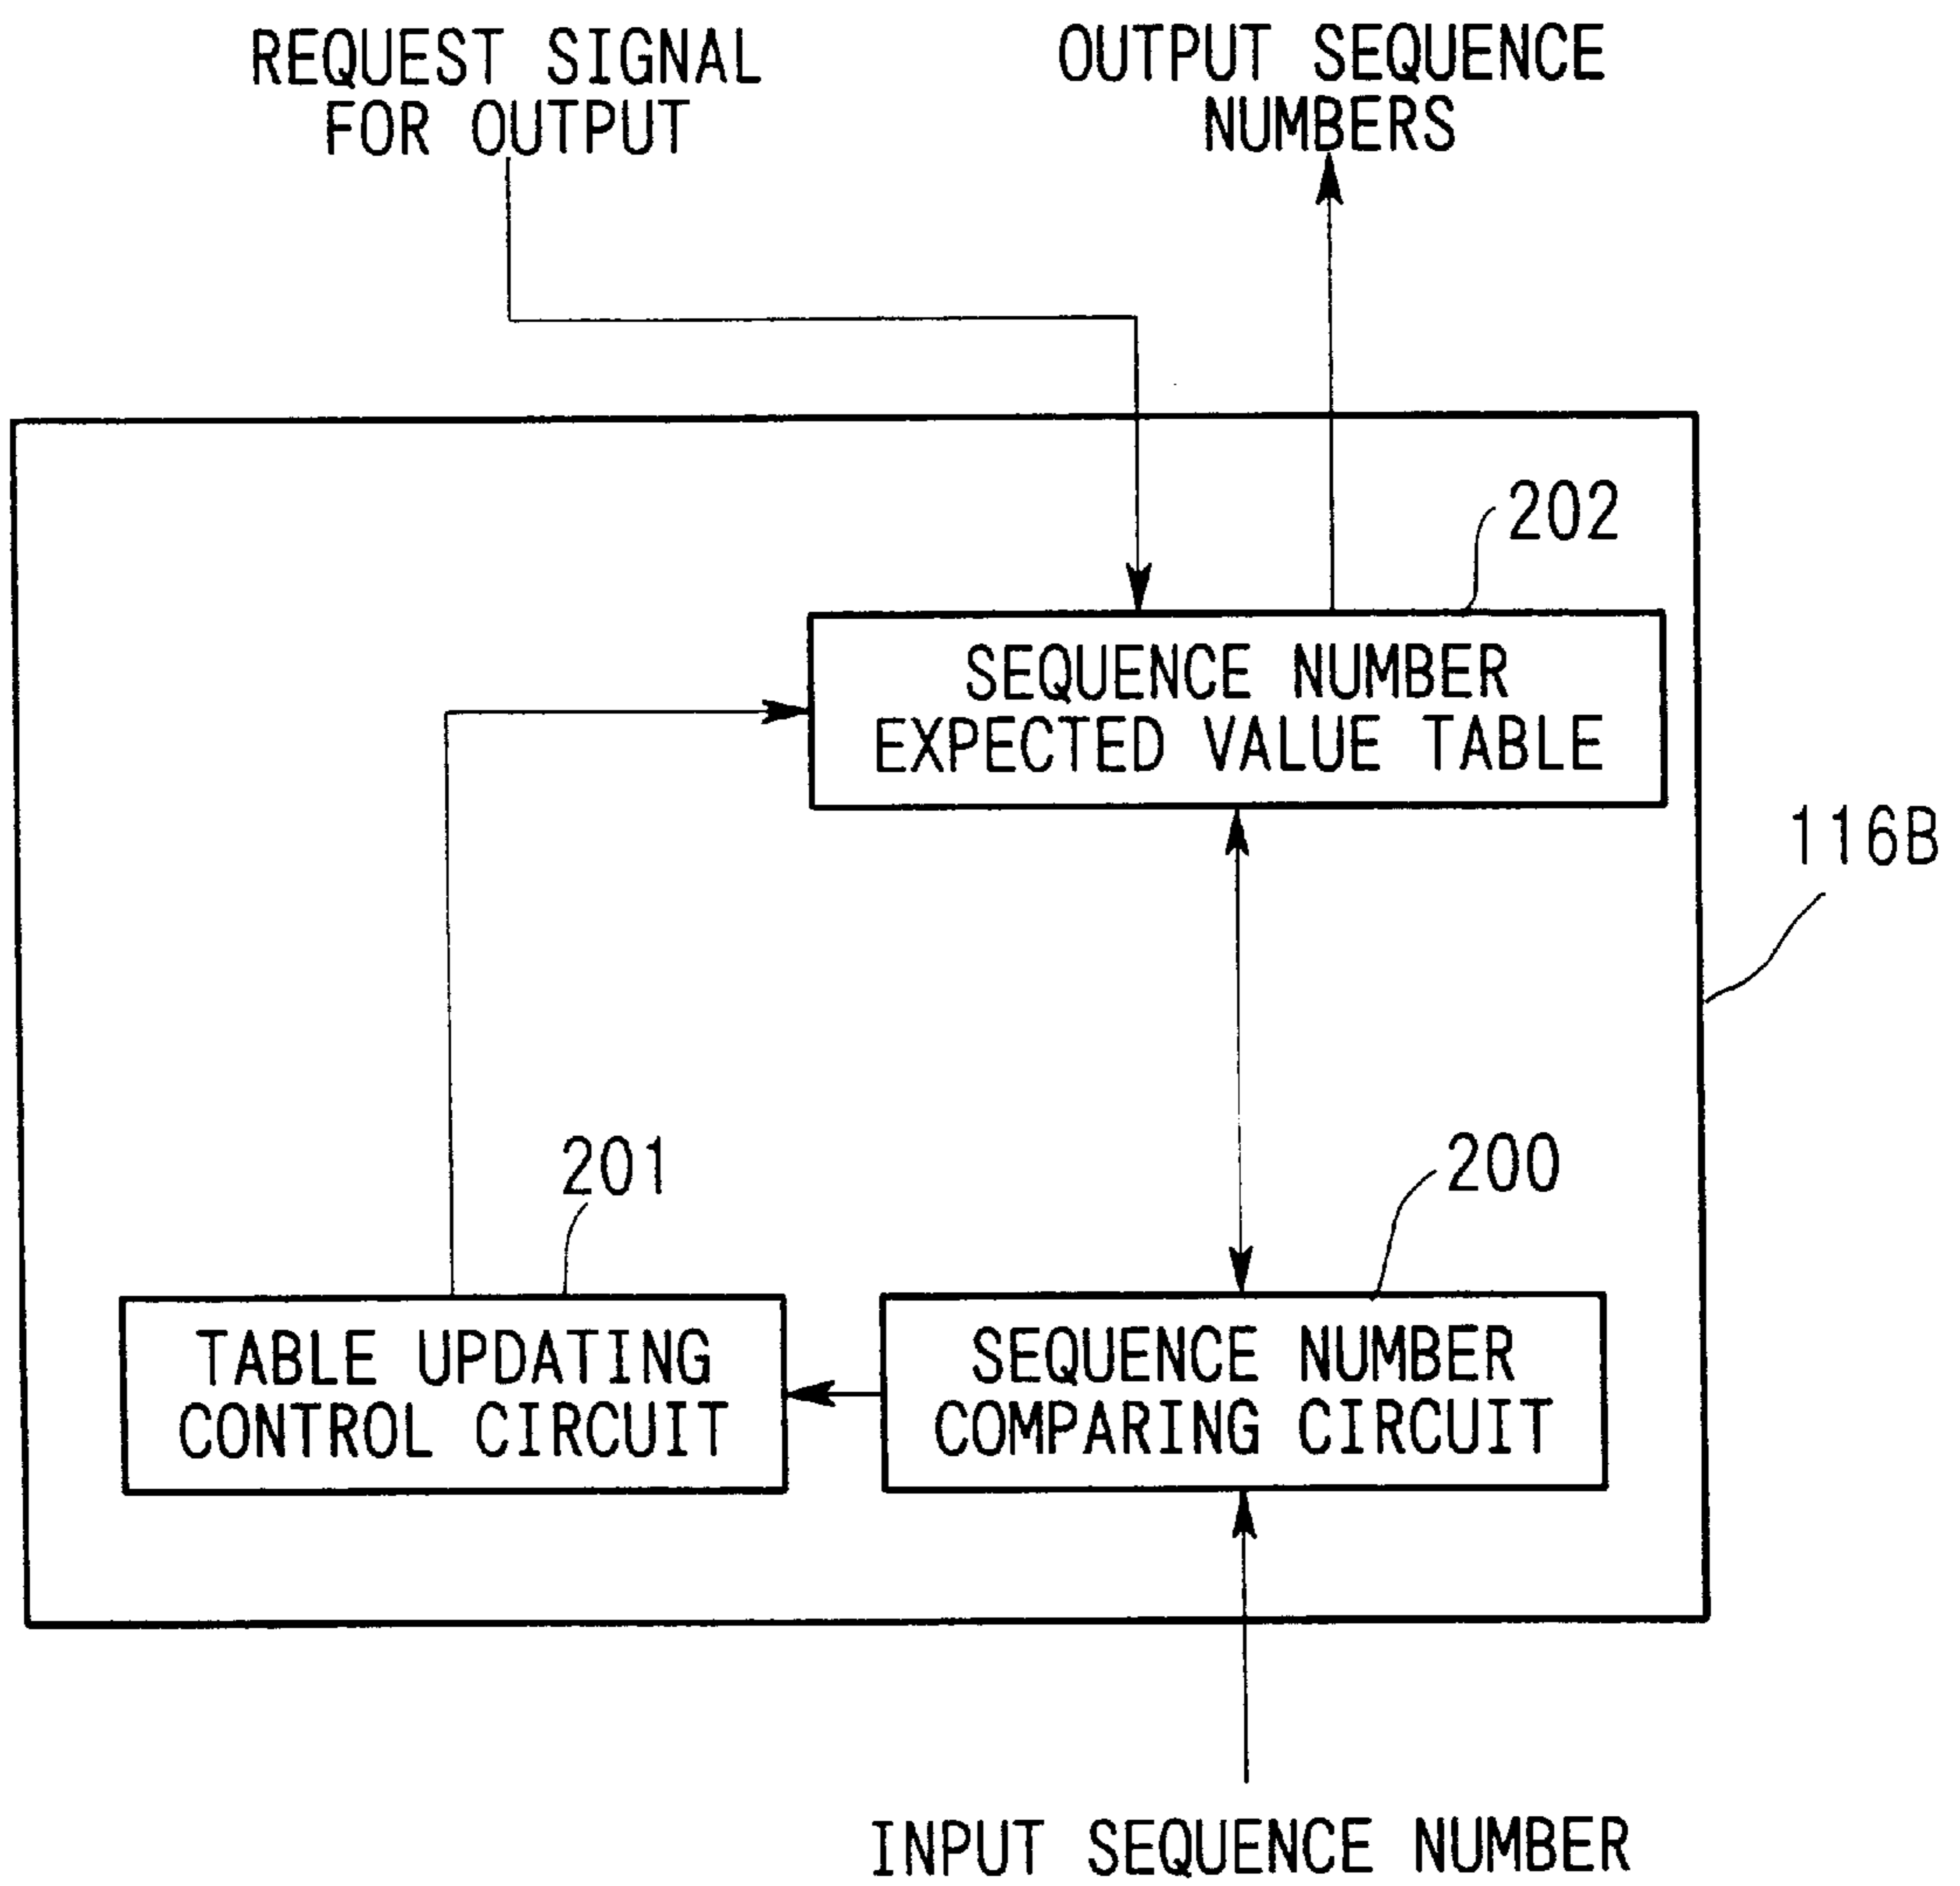 REQUEST SIGNAL
FOR OUTPUT
OUTPUT SEQUENCE
NUMBERS
202
SEQUENCE NUMBER
EXPECTED VALUE TABLE
116B
201
200
TABLE UPDATING
CONTROL CIRCUIT
SEQUENCE NUMBER
COMPARING CIRCUIT
INPUT SEQUENCE NUMBER